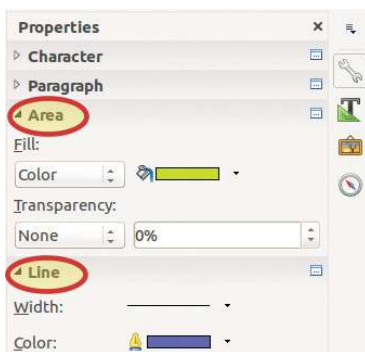 Properties
Character
Paragraph
Area
Fill:
Color
Transparency:
None 0%
Line
Width:
Color: